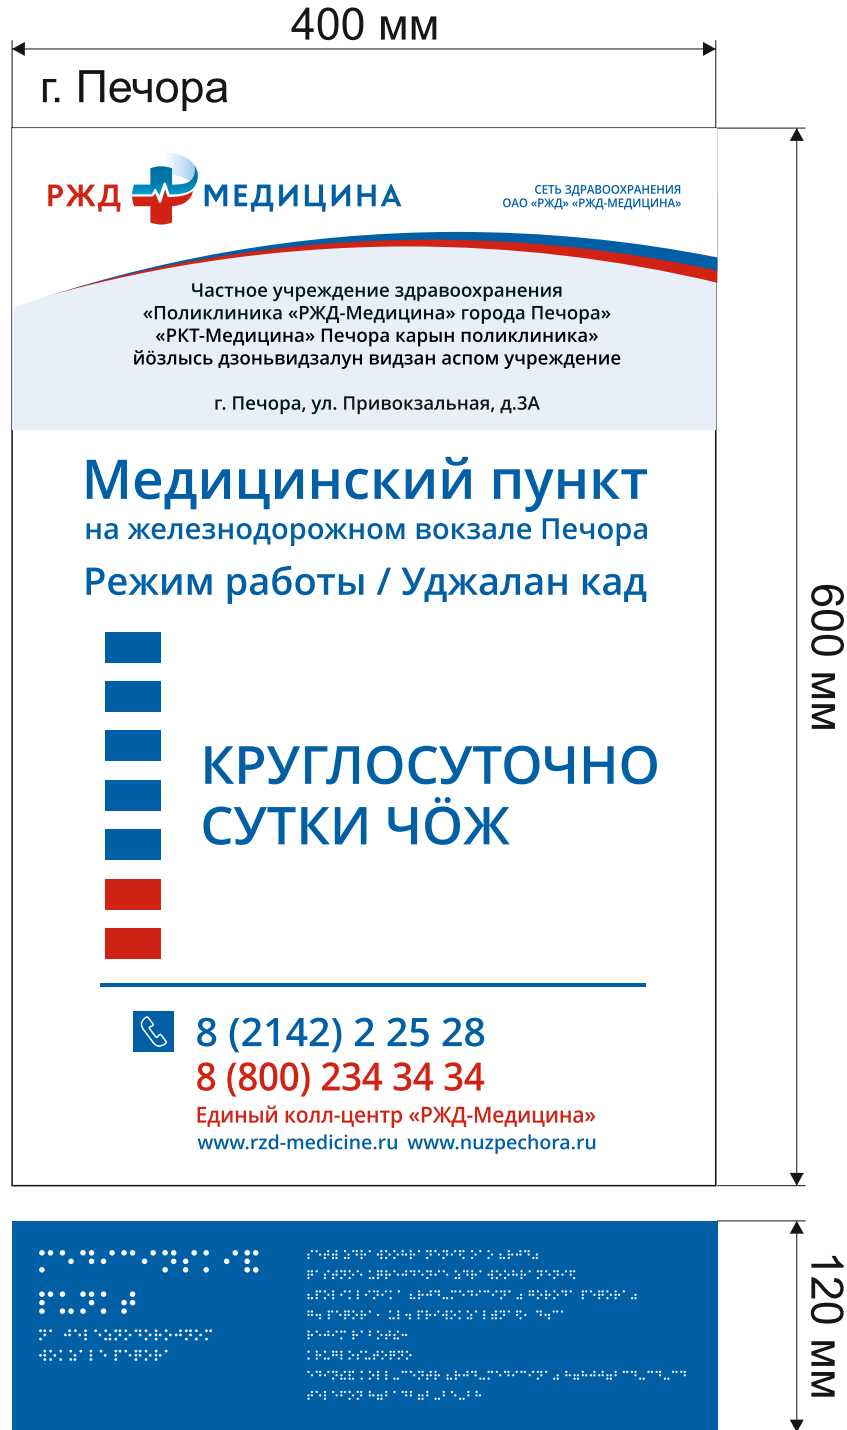 400 мм
г. Печора
РЖД МЕДИЦИНА
СЕТЬ ЗДРАВООХРАНЕНИЯ
ОАО «РЖД» «РЖД-МЕДИЦИНА»
Частное учреждение здравоохранения
«Поликлиника «РЖД-Медицина» города Печора»
«РКТ-Медицина» Печора карын поликлиника»
йöзлысь дзоньвидзалун видзан аспом учреждение
г. Печора, ул. Привокзальная, д.3А
Медицинский пункт
на железнодорожном вокзале Печора
Режим работы / Уджалан кад
КРУГЛОСУТОЧНО
СУТКИ ЧÖЖ
8 (2142) 2 25 28
8 (800) 234 34 34
Единый колл-центр «РЖД-Медицина»
www.rzd-medicine.ru www.nuzpechora.ru
600 мм
120 мм